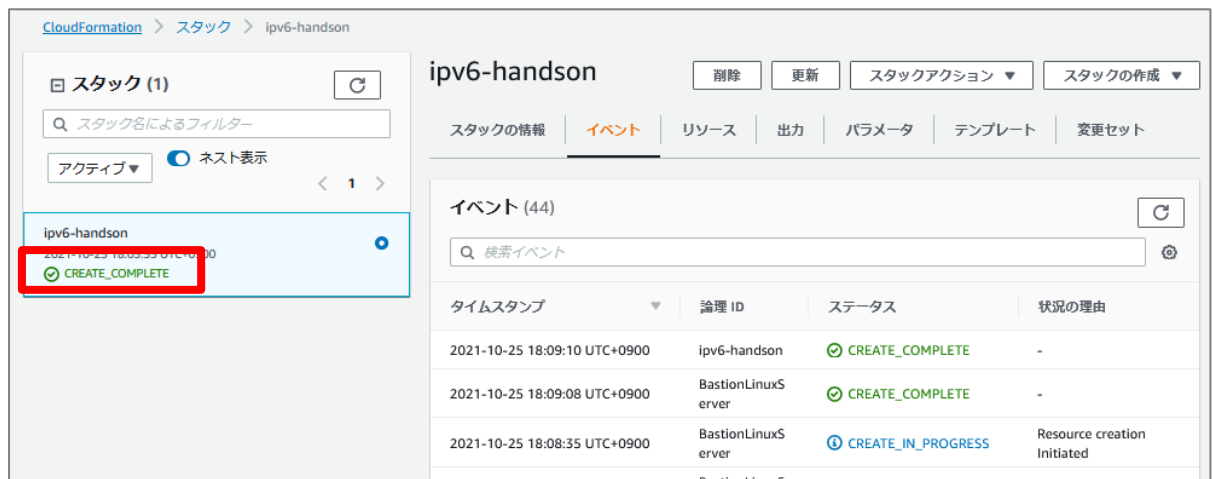 CloudFormation > スタック > ipv6-handson
スタック (1)
スタック名によるフィルター
アクティブ▼
ネスト表示
< 1 >
ipv6-handson
CREATE_COMPLETE
ipv6-handson
削除
更新
スタックアクション ▼
スタックの作成 ▼
スタックの情報
イベント
リソース
出力
パラメータ
テンプレート
変更セット
イベント (44)
検索イベント
タイムスタンプ ▼ 論理 ID ステータス 状況の理由
2021-10-25 18:09:10 UTC+0900 ipv6-handson CREATE_COMPLETE -
2021-10-25 18:09:08 UTC+0900 BastionLinuxS CREATE_COMPLETE -
erver
2021-10-25 18:08:35 UTC+0900 BastionLinuxS CREATE_IN_PROGRESS Resource creation
erver Initiated